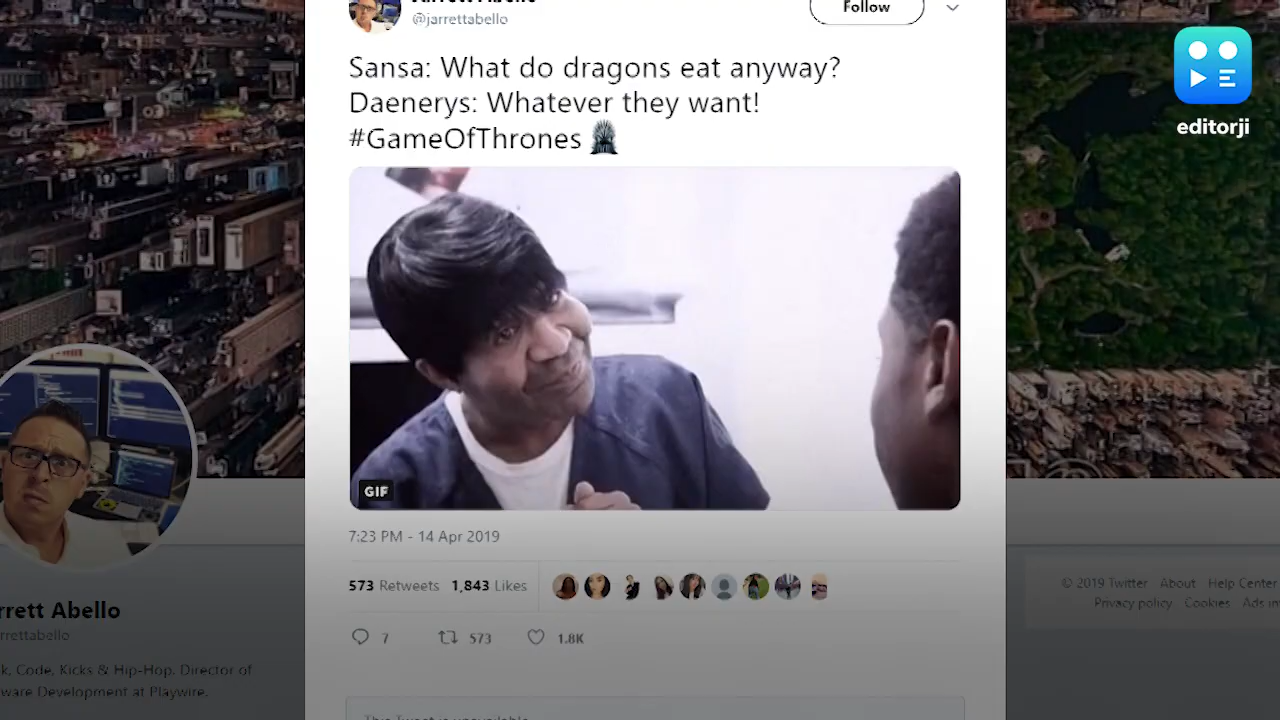 @jarrettabello
Follow
Sansa: What do dragons eat anyway?
Daenerys: Whatever they want!
#GameOfThrones
editorji
GIF
7:23 PM - 14 Apr 2019
573 Retweets 1,843 Likes
7 573 1.8K
rrett Abello
rrettabello
k, Code, Kicks & Hip-Hop. Director of
ware Development at Playwire.
© 2019 Twitter About Help Center
Privacy policy Cookies Ads in